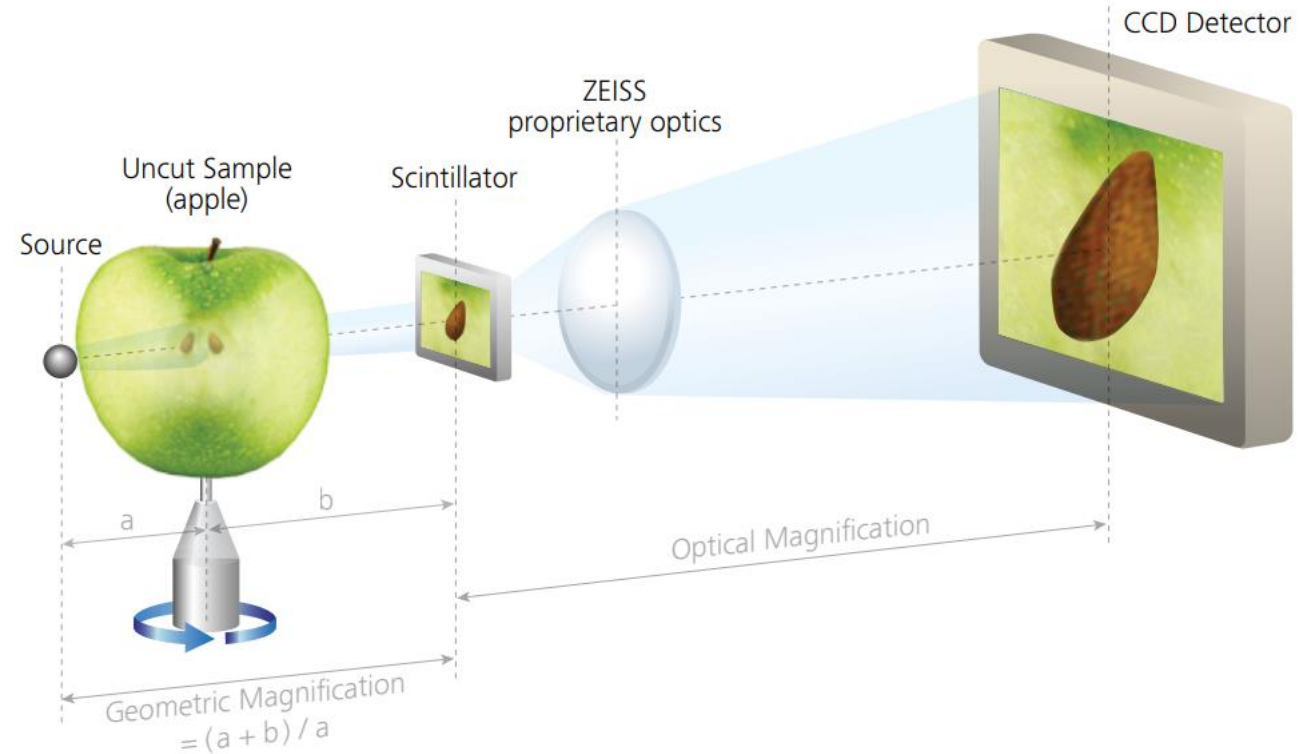 CCD Detector
ZEISS
proprietary optics
Uncut Sample
(apple)
Scintillator
Source
a
b
Optical Magnification
Geometric Magnification
= (a + b) / a